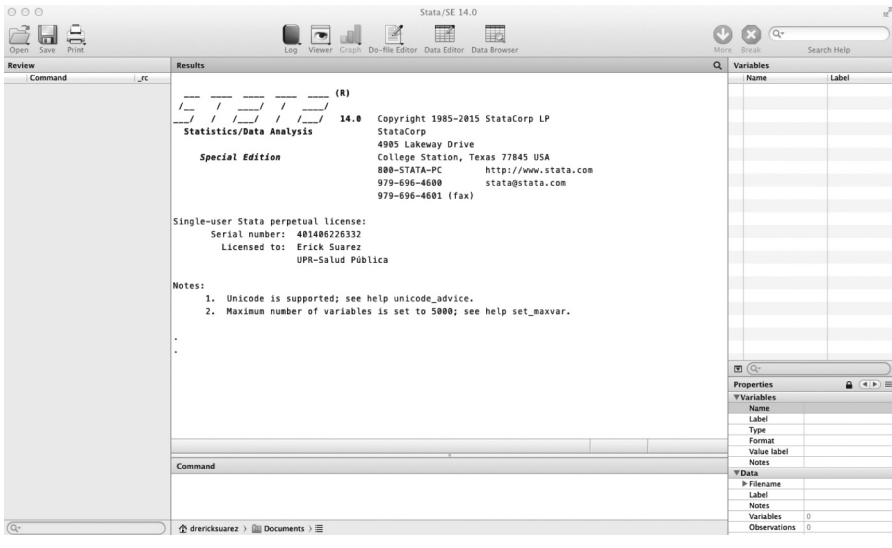 Stata/SE 14.0
Open Save Print
Log Viewer Graph Do-file Editor Data Editor Data Browser
More Break
Search Help
Review
Command _rc
Results
(R)
14.0 Copyright 1985-2015 StataCorp LP
Statistics/Data Analysis StataCorp
4905 Lakeway Drive
Special Edition College Station, Texas 77845 USA
800-STATA-PC http://www.stata.com
979-696-4600 stata@stata.com
979-696-4601 (fax)
Single-user Stata perpetual license:
Serial number: 401406226332
Licensed to: Erick Suarez
UPR-Salud Pública
Notes:
1. Unicode is supported; see help unicode_advice.
2. Maximum number of variables is set to 5000; see help set_maxvar.
.
.
Command
drericksuarez > Documents >
Variables
Name Label
Properties
Variables
Name
Label
Type
Format
Value label
Notes
Data
Filename
Label
Notes
Variables 0
Observations 0